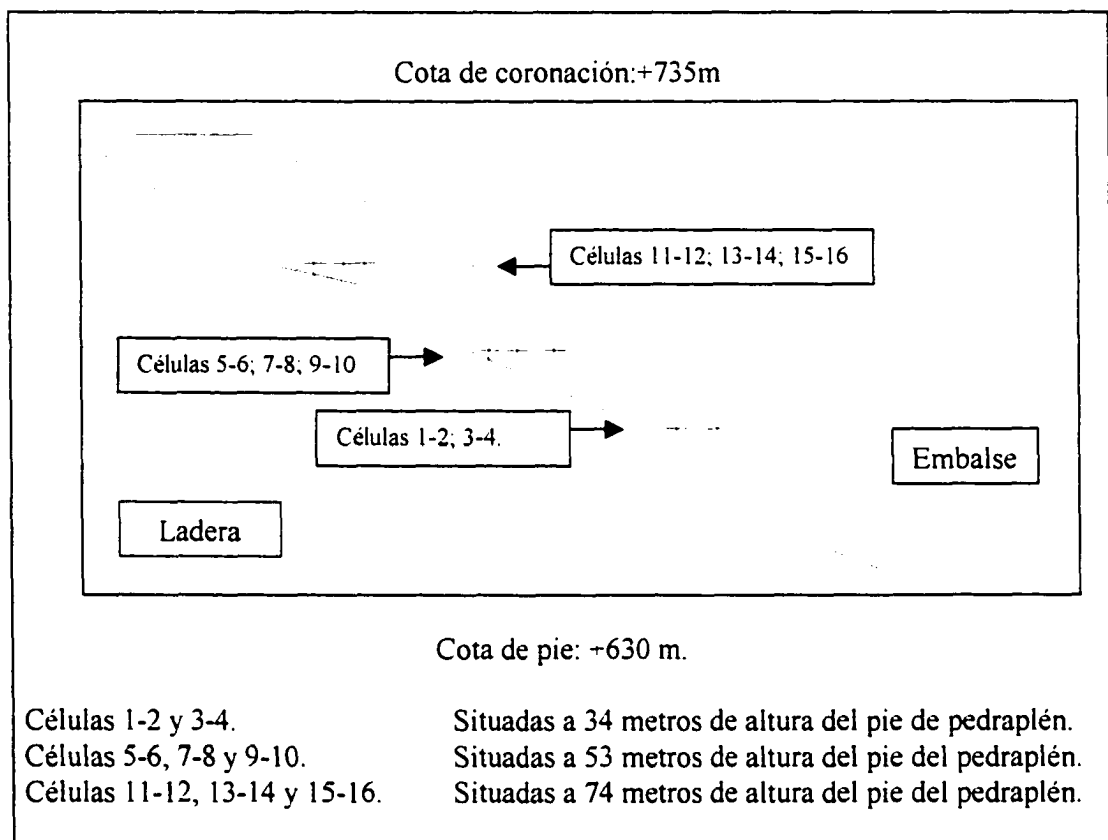 Cota de coronación:+735m
Células 11-12; 13-14; 15-16
Células 5-6; 7-8; 9-10
Células 1-2; 3-4.
Embalse
Ladera
Cota de pie: +630 m.
Células 1-2 y 3-4. Situadas a 34 metros de altura del pie de pedraplén.
Células 5-6, 7-8 y 9-10. Situadas a 53 metros de altura del pie del pedraplén.
Células 11-12, 13-14 y 15-16. Situadas a 74 metros de altura del pie del pedraplén.